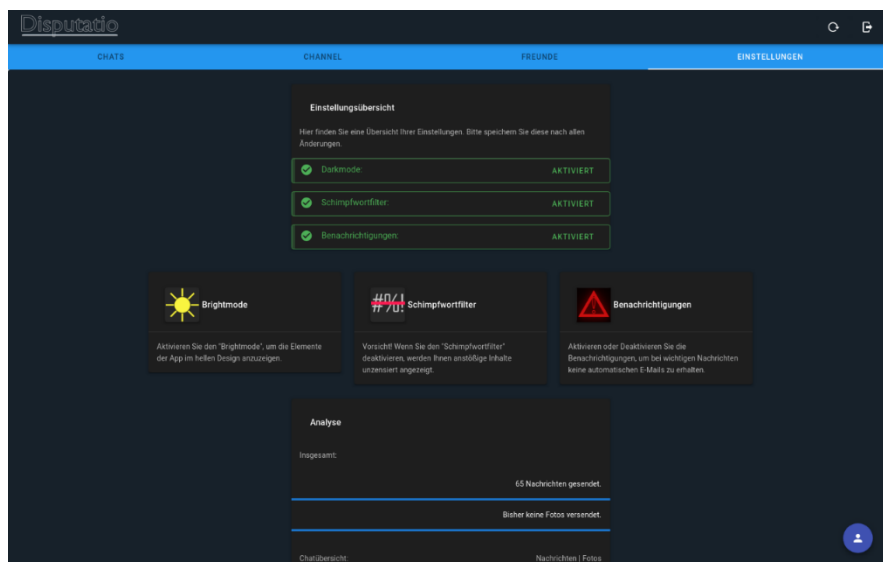 Disputatio
CHATS CHANNEL FREUNDE EINSTELLUNGEN
Einstellungsübersicht
Hier finden Sie eine Übersicht Ihrer Einstellungen. Bitte speichern Sie diese nach allen
Änderungen.
Darkmode: AKTIVIERT
Schimpfwortfilter: AKTIVIERT
Benachrichtigungen: AKTIVIERT
Brightmode
Aktivieren Sie den "Brightmode", um die Elemente
der App im hellen Design anzuzeigen.
#%!
Schimpfwortfilter
Vorsicht! Wenn Sie den "Schimpfwortfilter"
deaktivieren, werden Ihnen anstößige Inhalte
unzensiert angezeigt.
Benachrichtigungen
Aktivieren oder Deaktivieren Sie die
Benachrichtigungen, um bei wichtigen Nachrichten
keine automatischen E-Mails zu erhalten.
Analyse
Insgesamt:
65 Nachrichten gesendet.
Bisher keine Fotos versendet.
Chatübersicht: Nachrichten | Fotos